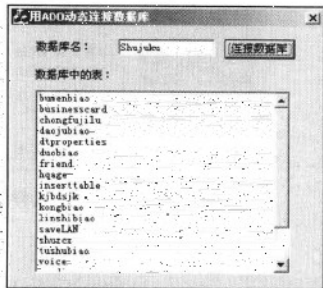 用ADO动态连接数据库
数据库名： Shujuku 连接数据库
数据库中的表：
bumenbiao
businesscard
chongfujilu
daojubiao
dtproperties
duobiao
friend
hqage
inserttable
kjbdsjk
kongbiao
linshibiao
saveLAN
shuzcz
tushubiao
voice